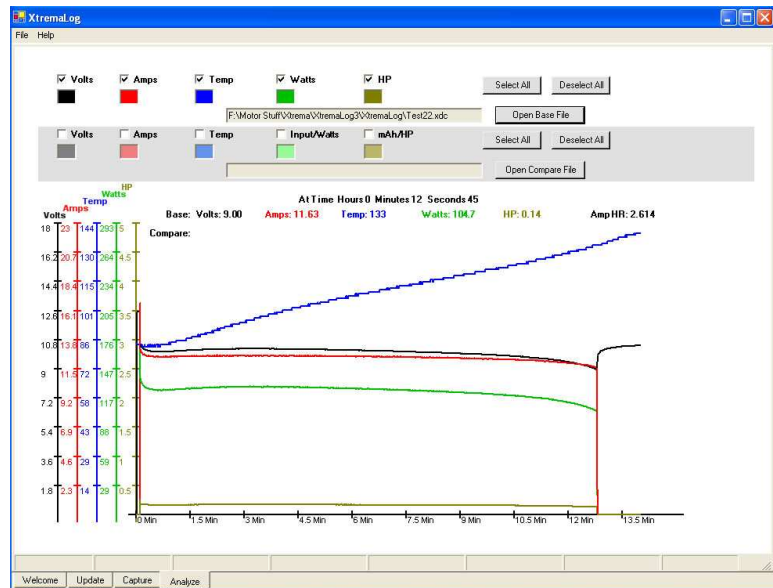 XtremaLog
File Help
Volts Amps Temp Watts HP Select All Deselect All
F:\Motor Stuff\Xtrema\XtremaLog3\XtremaLog\Test22.xdc Open Base File
Volts Amps Temp Input/Watts mAh/HP Select All Deselect All
Open Compare File
HP
Watts
Temp
Amps
Volts
At Time Hours 0 Minutes 12 Seconds 45
Base: Volts: 9.00 Amps: 11.63 Temp: 133 Watts: 104.7 HP: 0.14 Amp HR: 2.614
Compare:
18 23 144 293 5
16.2 20.7 130 264 4.5
14.4 18.4 115 234 4
12.6 16.1 101 205 3.5
10.8 13.8 86 176 3
9 11.5 72 147 2.5
7.2 9.2 58 117 2
5.4 6.9 43 88 1.5
3.6 4.6 29 59 1
1.8 2.3 14 29 0.5
0 Min 1.5 Min 3 Min 4.5 Min 6 Min 7.5 Min 9 Min 10.5 Min 12 Min 13.5 Min
Welcome Update Capture Analyze